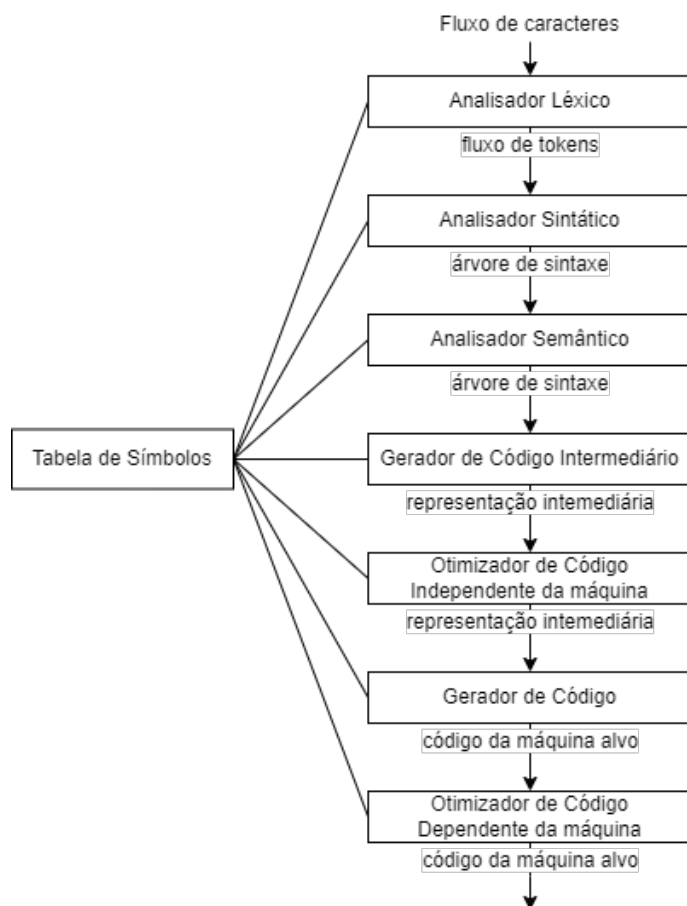 Fluxo de caracteres
Analisador Léxico
fluxo de tokens
Analisador Sintático
árvore de sintaxe
Analisador Semântico
árvore de sintaxe
Tabela de Símbolos
Gerador de Código Intermediário
representação intemediária
Otimizador de Código
Independente da máquina
representação intemediária
Gerador de Código
código da máquina alvo
Otimizador de Código
Dependente da máquina
código da máquina alvo